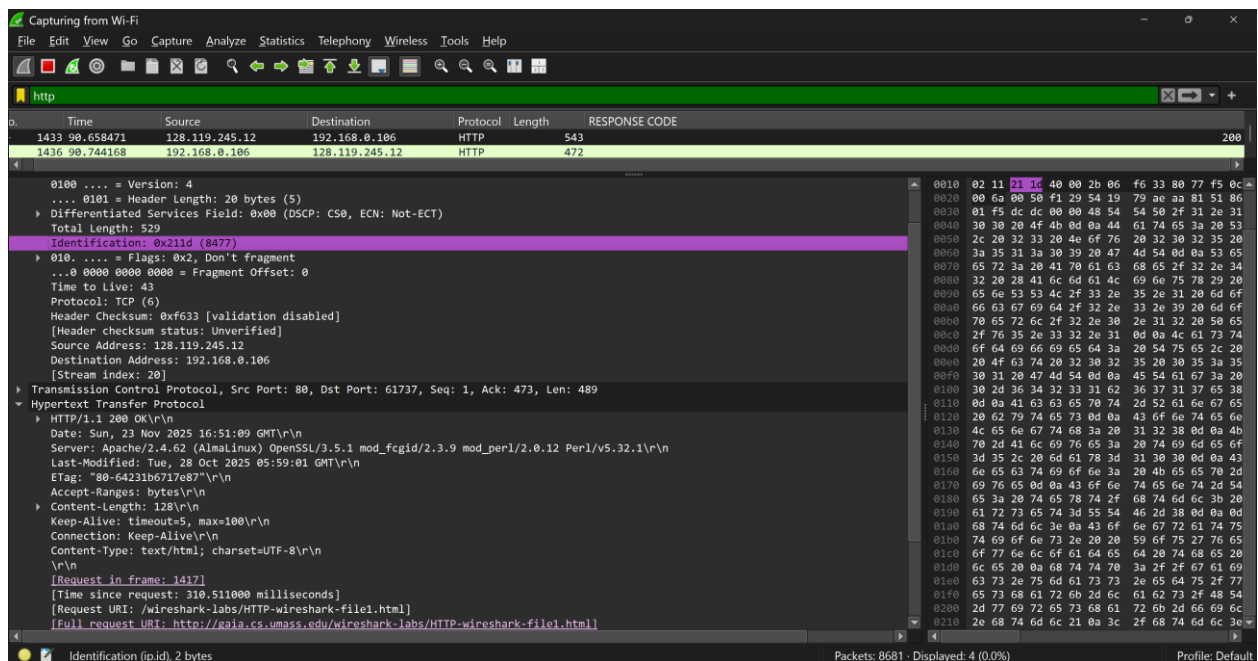 Capturing from Wi-Fi
File Edit View Go Capture Analyze Statistics Telephony Wireless Tools Help
http
o. Time Source Destination Protocol Length RESPONSE CODE
1433 90.658471 128.119.245.12 192.168.0.106 HTTP 543 200
1436 90.744168 192.168.0.106 128.119.245.12 HTTP 472
0100 .... = Version: 4
.... 0101 = Header Length: 20 bytes (5)
Differentiated Services Field: 0x00 (DSCP: CS0, ECN: Not-ECT)
Total Length: 529
Identification: 0x211d (8477)
010. .... = Flags: 0x2, Don't fragment
...0 0000 0000 0000 = Fragment Offset: 0
Time to Live: 43
Protocol: TCP (6)
Header Checksum: 0xf633 [validation disabled]
[Header checksum status: Unverified]
Source Address: 128.119.245.12
Destination Address: 192.168.0.106
[Stream index: 20]
Transmission Control Protocol, Src Port: 80, Dst Port: 61737, Seq: 1, Ack: 473, Len: 489
Hypertext Transfer Protocol
HTTP/1.1 200 OK\r\n
Date: Sun, 23 Nov 2025 16:51:09 GMT\r\n
Server: Apache/2.4.62 (AlmaLinux) OpenSSL/3.5.1 mod_fcgid/2.3.9 mod_perl/2.0.12 Perl/v5.32.1\r\n
Last-Modified: Tue, 28 Oct 2025 05:59:01 GMT\r\n
ETag: "80-64231b6717e87"\r\n
Accept-Ranges: bytes\r\n
Content-Length: 128\r\n
Keep-Alive: timeout=5, max=100\r\n
Connection: Keep-Alive\r\n
Content-Type: text/html; charset=UTF-8\r\n
\r\n
[Request in frame: 1417]
[Time since request: 310.511000 milliseconds]
[Request URI: /wireshark-labs/HTTP-wireshark-file1.html]
[Full request URI: http://gaia.cs.umass.edu/wireshark-labs/HTTP-wireshark-file1.html]
0010 02 11 21 1d 40 00 2b 06 f6 33 80 77 f5 0c
0020 00 6a 00 50 f1 29 54 19 79 ae aa 81 51 86
0030 01 f5 dc dc 00 00 48 54 54 50 2f 31 2e 31
0040 30 30 20 4f 4b 0d 0a 44 61 74 65 3a 20 53
0050 2c 20 32 33 20 4e 6f 76 20 32 30 32 35 20
0060 3a 35 31 3a 30 39 20 47 4d 54 0d 0a 53 65
0070 65 72 3a 20 41 70 61 63 68 65 2f 32 2e 34
0080 32 20 28 41 6c 6d 61 4c 69 6e 75 78 29 20
0090 65 6e 53 53 4c 2f 33 2e 35 2e 31 20 6d 6f
00a0 66 63 67 69 64 2f 32 2e 33 2e 39 20 6d 6f
00b0 70 65 72 6c 2f 32 2e 30 2e 31 32 20 50 65
00c0 2f 76 35 2e 33 32 2e 31 0d 0a 4c 61 73 74
00d0 6f 64 69 66 69 65 64 3a 20 54 75 65 2c 20
00e0 20 4f 63 74 20 32 30 32 35 20 30 35 3a 35
00f0 30 31 20 47 4d 54 0d 0a 45 54 61 67 3a 20
0100 30 2d 36 34 32 33 31 62 36 37 31 37 65 38
0110 0d 0a 41 63 63 65 70 74 2d 52 61 6e 67 65
0120 20 62 79 74 65 73 0d 0a 43 6f 6e 74 65 6e
0130 4c 65 6e 67 74 68 3a 20 31 32 38 0d 0a 4b
0140 70 2d 41 6c 69 76 65 3a 20 74 69 6d 65 6f
0150 3d 35 2c 20 6d 61 78 3d 31 30 30 0d 0a 43
0160 6e 65 63 74 69 6f 6e 3a 20 4b 65 65 70 2d
0170 69 76 65 0d 0a 43 6f 6e 74 65 6e 74 2d 54
0180 65 3a 20 74 65 78 74 2f 68 74 6d 6c 3b 20
0190 61 72 73 65 74 3d 55 54 46 2d 38 0d 0a 0d
01a0 68 74 6d 6c 3e 0a 43 6f 6e 67 72 61 74 75
01b0 74 69 6f 6e 73 2e 20 20 59 6f 75 27 76 65
01c0 6f 77 6e 6c 6f 61 64 65 64 20 74 68 65 20
01d0 6c 65 20 0a 68 74 74 70 3a 2f 2f 67 61 69
01e0 63 73 2e 75 6d 61 73 73 2e 65 64 75 2f 77
01f0 65 73 68 61 72 6b 2d 6c 61 62 73 2f 48 54
0200 2d 77 69 72 65 73 68 61 72 6b 2d 66 69 6c
0210 2e 68 74 6d 6c 21 0a 3c 2f 68 74 6d 6c 3e
Identification (ip.id), 2 bytes
Packets: 8681 · Displayed: 4 (0.0%)
Profile: Default